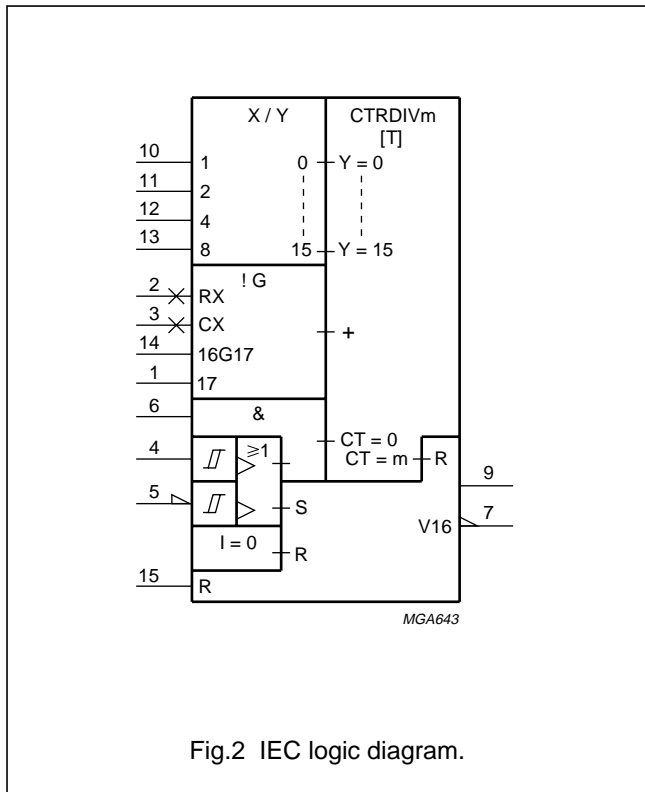 X / Y CTRDIVm
[T]
10 1 0 Y = 0
11 2
12 4
13 8 15 Y = 15
! G
2 RX
3 CX +
14 16G17
1 17
6 &
CT = 0
4 ≥1 CT = m R
9
5 S
V16 7
I = 0
R
15 R
MGA643
Fig.2 IEC logic diagram.